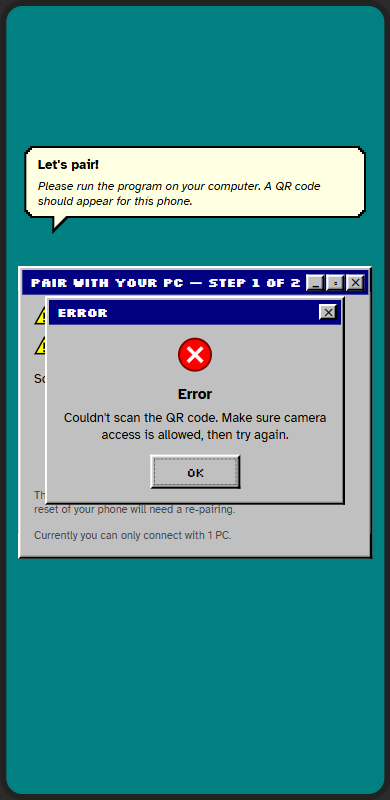 Let's pair!
Please run the program on your computer. A QR code
should appear for this phone.
PAIR WITH YOUR PC — STEP 1 OF 2
ERROR
Error
Couldn't scan the QR code. Make sure camera
access is allowed, then try again.
OK
reset of your phone will need a re-pairing.
Currently you can only connect with 1 PC.